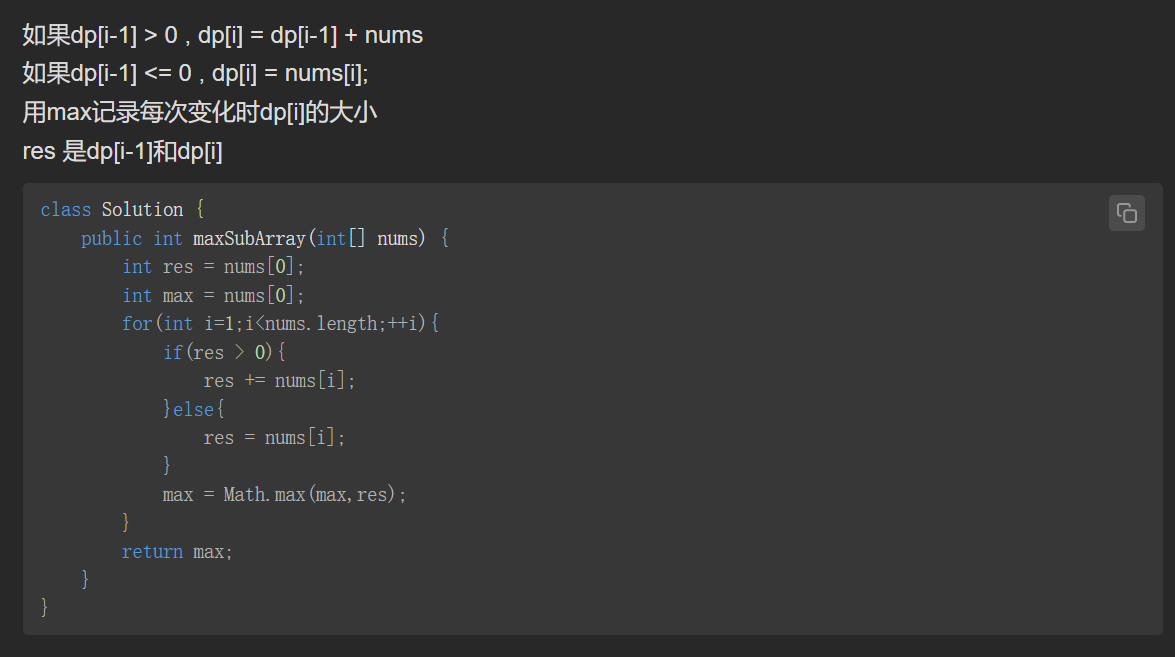 如果dp[i-1] > 0 , dp[i] = dp[i-1] + nums
如果dp[i-1] <= 0 , dp[i] = nums[i];
用max记录每次变化时dp[i]的大小
res 是dp[i-1]和dp[i]
class Solution {
    public int maxSubArray(int[] nums) {
        int res = nums[0];
        int max = nums[0];
        for(int i=1;i<nums.length;++i){
            if(res > 0){
                res += nums[i];
            }else{
                res = nums[i];
            }
            max = Math.max(max,res);
        }
        return max;
    }
}